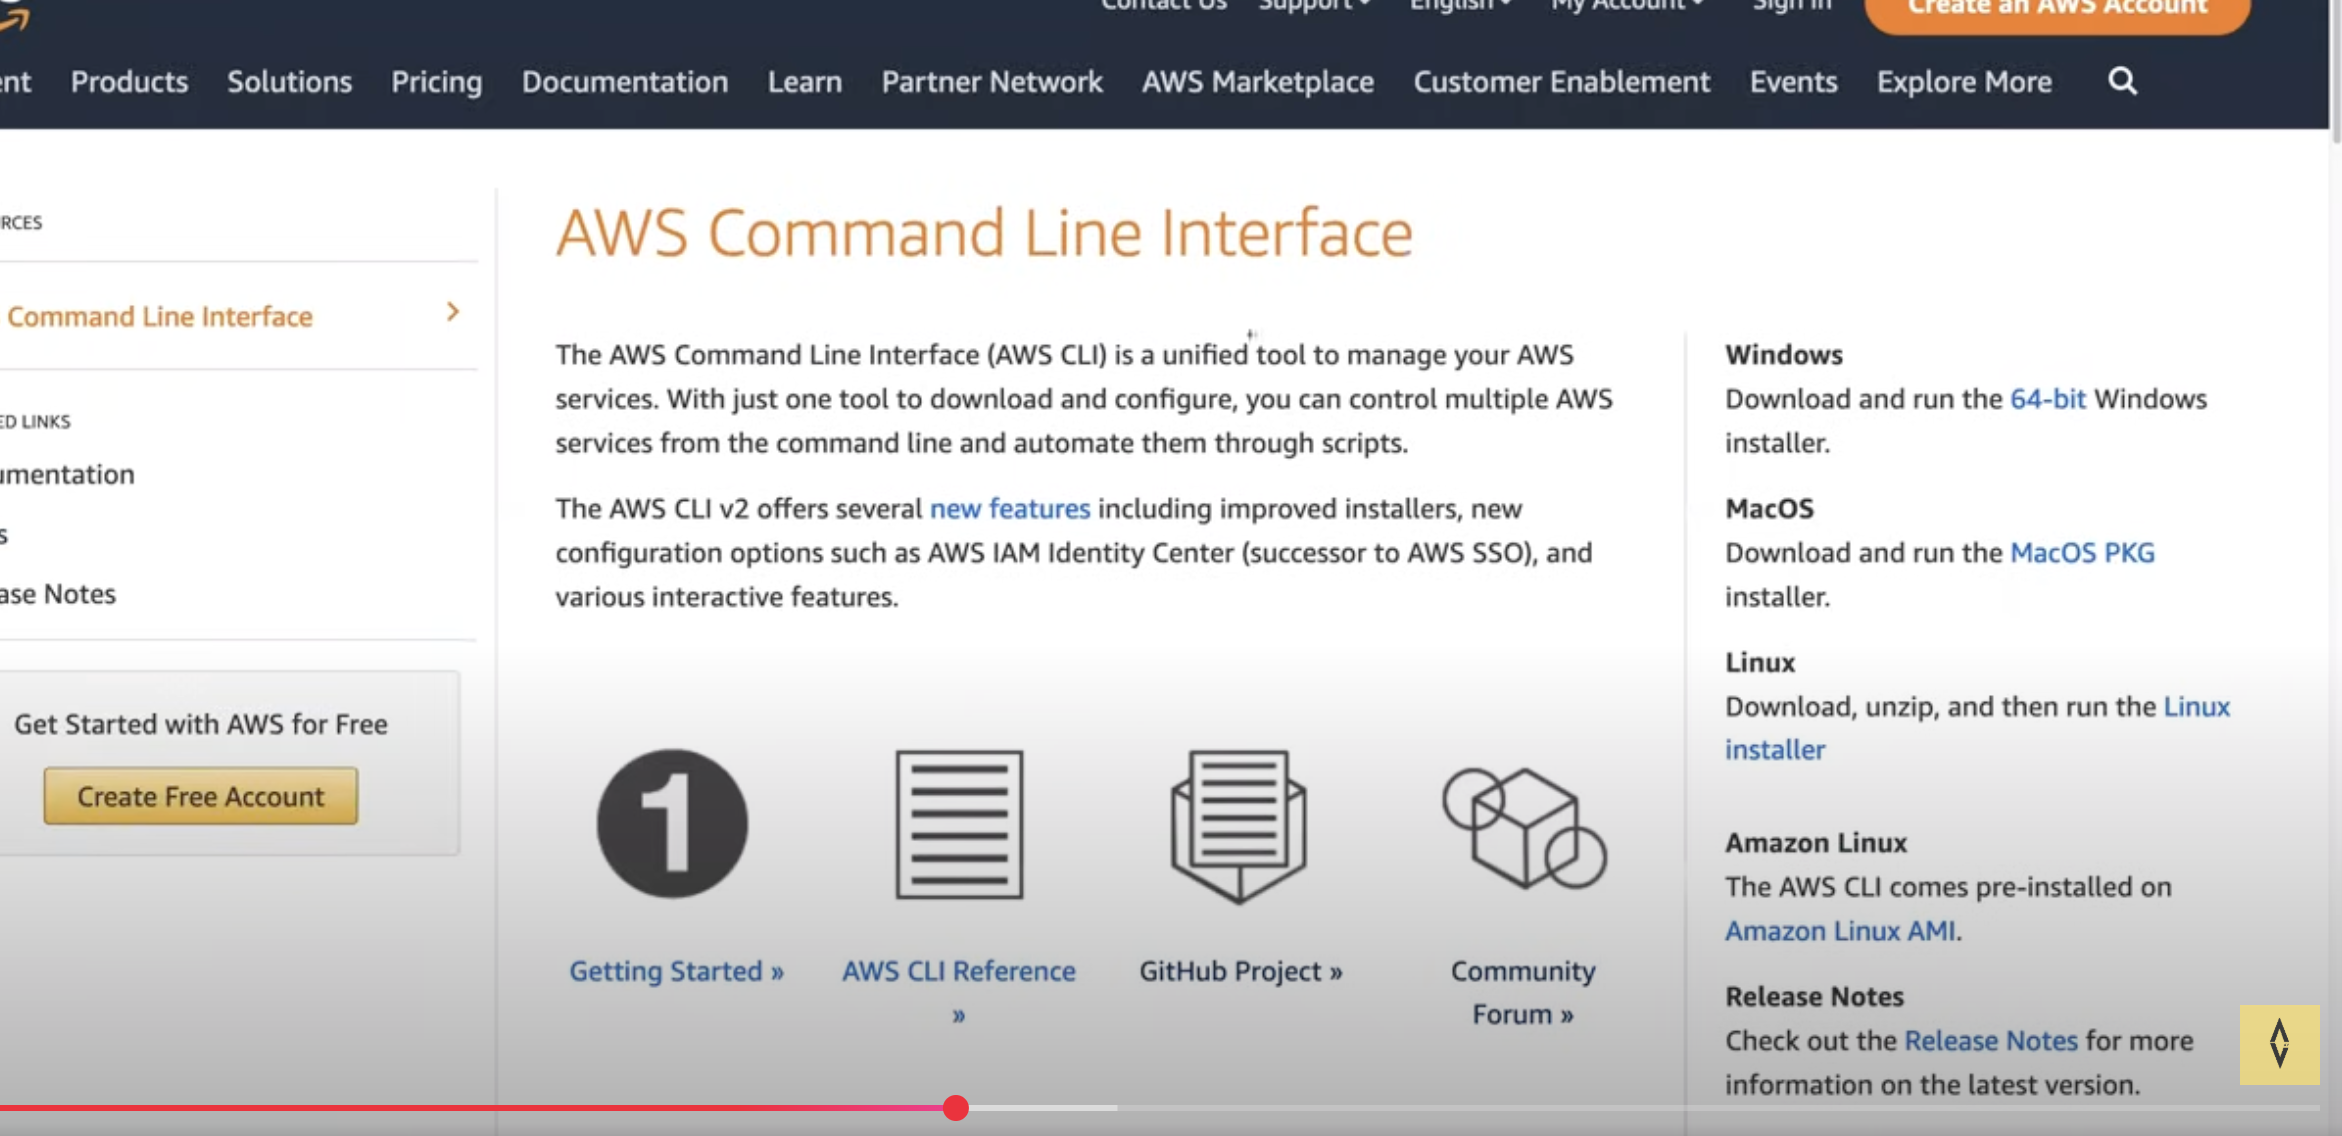 Contact Us Support English My Account Sign In Create an AWS Account
ent Products Solutions Pricing Documentation Learn Partner Network AWS Marketplace Customer Enablement Events Explore More
RCES
Command Line Interface
ED LINKS
umentation
s
ase Notes
Get Started with AWS for Free
Create Free Account
AWS Command Line Interface
The AWS Command Line Interface (AWS CLI) is a unified tool to manage your AWS
services. With just one tool to download and configure, you can control multiple AWS
services from the command line and automate them through scripts.
The AWS CLI v2 offers several new features including improved installers, new
configuration options such as AWS IAM Identity Center (successor to AWS SSO), and
various interactive features.
1
Getting Started »
AWS CLI Reference
»
GitHub Project »
Community
Forum »
Windows
Download and run the 64-bit Windows
installer.
MacOS
Download and run the MacOS PKG
installer.
Linux
Download, unzip, and then run the Linux
installer
Amazon Linux
The AWS CLI comes pre-installed on
Amazon Linux AMI.
Release Notes
Check out the Release Notes for more
information on the latest version.